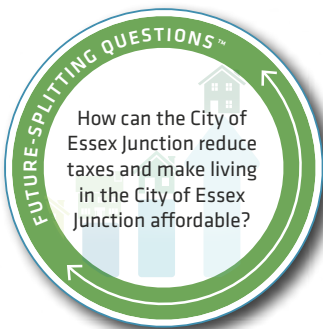 FUTURE-SPLITTING QUESTIONS™
How can the City of
Essex Junction reduce
taxes and make living
in the City of Essex
Junction affordable?